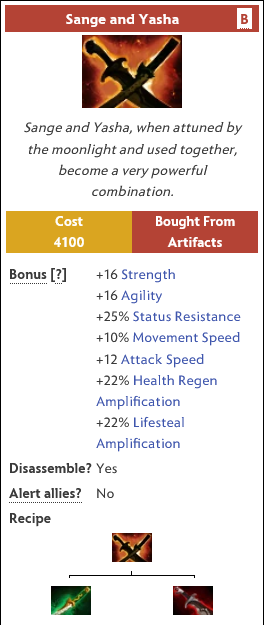 Sange and Yasha B
Sange and Yasha, when attuned by
the moonlight and used together,
become a very powerful
combination.
Cost Bought From
4100 Artifacts
Bonus [?] +16 Strength
+16 Agility
+25% Status Resistance
+10% Movement Speed
+12 Attack Speed
+22% Health Regen
Amplification
+22% Lifesteal
Amplification
Disassemble? Yes
Alert allies? No
Recipe